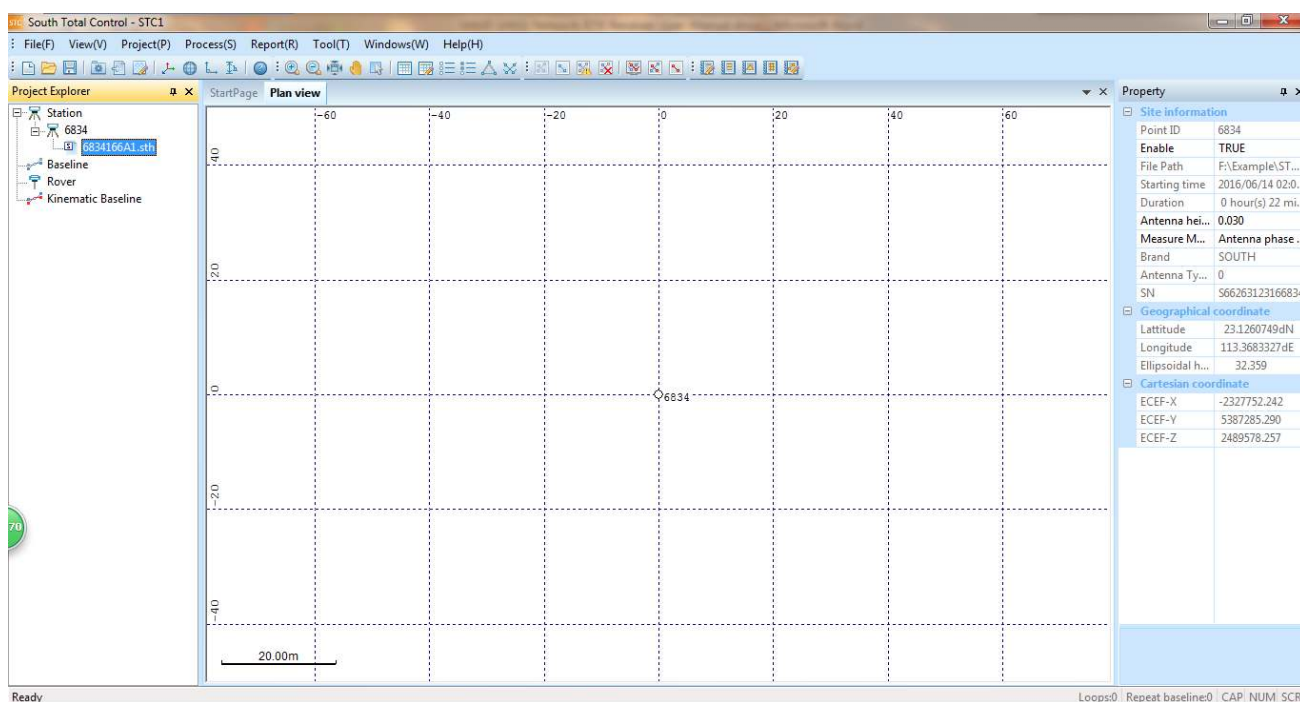 South Total Control - STC1
File(F) View(V) Project(P) Process(S) Report(R) Tool(T) Windows(W) Help(H)
Project Explorer
Station
6834
6834166A1.sth
Baseline
Rover
Kinematic Baseline
StartPage Plan view
-60 -40 -20 0 20 40 60
40
20
0
-20
-40
6834
20.00m
Property
Site information
Point ID 6834
Enable TRUE
File Path F:\Example\ST...
Starting time 2016/06/14 02:0.
Duration 0 hour(s) 22 mi.
Antenna hei... 0.030
Measure M... Antenna phase .
Brand SOUTH
Antenna Ty... 0
SN S6626312316683
Geographical coordinate
Lattitude 23.1260749dN
Longitude 113.3683327dE
Ellipsoidal h... 32.359
Cartesian coordinate
ECEF-X -2327752.242
ECEF-Y 5387285.290
ECEF-Z 2489578.257
70
Ready
Loops:0 Repeat baseline:0 CAP NUM SCR